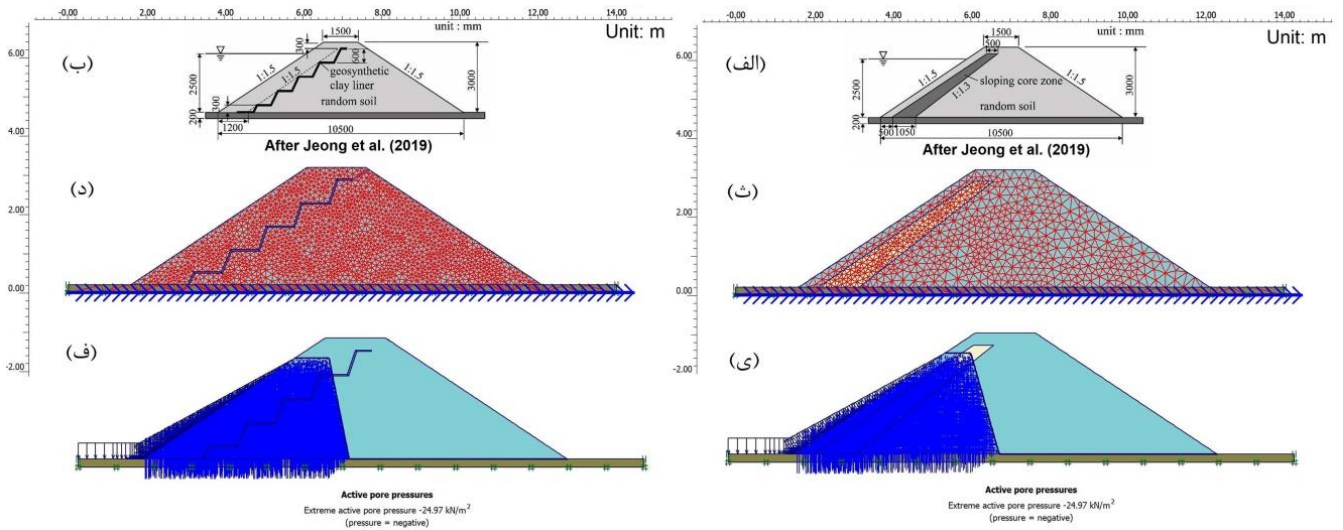 -0,00 2,00 4,00 6,00 8,00 10,00 12,00 14,00
Unit: m
6.00
4.00
2.00
0.00
-2.00
(ب)
unit : mm
1500
300
600
1:1.5
1:1.5
1:1.5
geosynthetic
clay liner
random soil
2500
3000
300
200
1200
10500
After Jeong et al. (2019)
(د)
(ف)
Active pore pressures
Extreme active pore pressure -24.97 kN/m²
(pressure = negative)
-0,00 2,00 4,00 6,00 8,00 10,00 12,00 14,00
Unit: m
6.00
4.00
2.00
0.00
-2.00
(الف)
unit : mm
1500
500
1:1.5
1:1.3
1:1.5
sloping core zone
random soil
2500
3000
200
500 1050
10500
After Jeong et al. (2019)
(ث)
(ی)
Active pore pressures
Extreme active pore pressure -24.97 kN/m²
(pressure = negative)